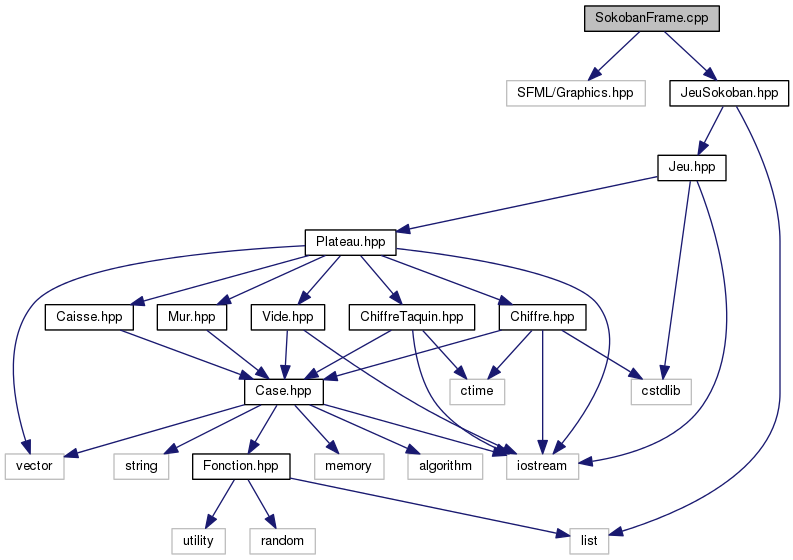 SokobanFrame.cpp
SFML/Graphics.hpp
JeuSokoban.hpp
Jeu.hpp
Plateau.hpp
Caisse.hpp
Mur.hpp
Vide.hpp
ChiffreTaquin.hpp
Chiffre.hpp
Case.hpp
ctime
cstdlib
vector
string
Fonction.hpp
memory
algorithm
iostream
utility
random
list